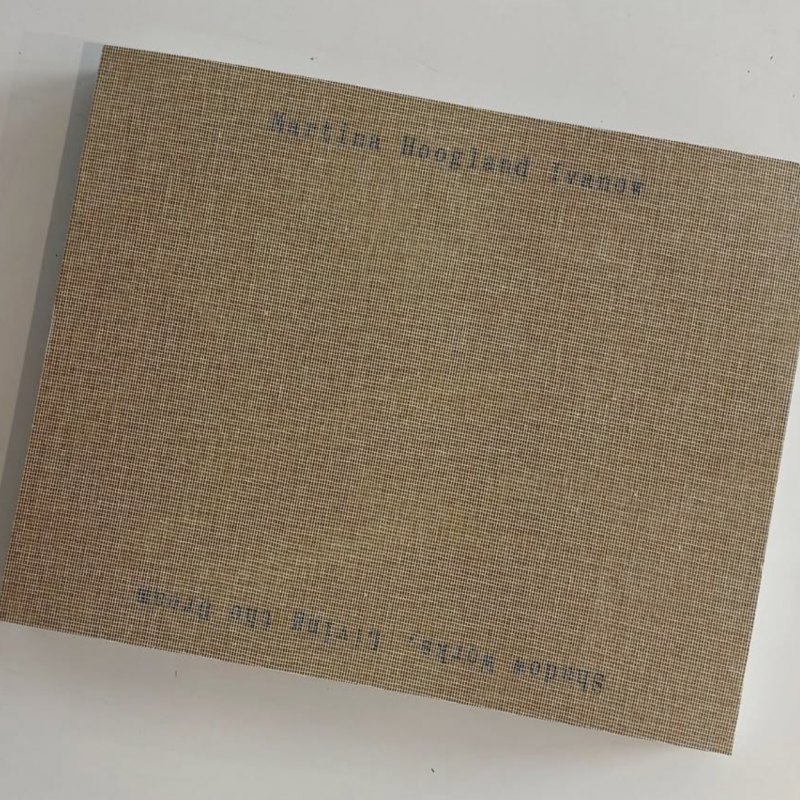 Martina Hoogland Ivanow
Shadow Works, Living the Dream